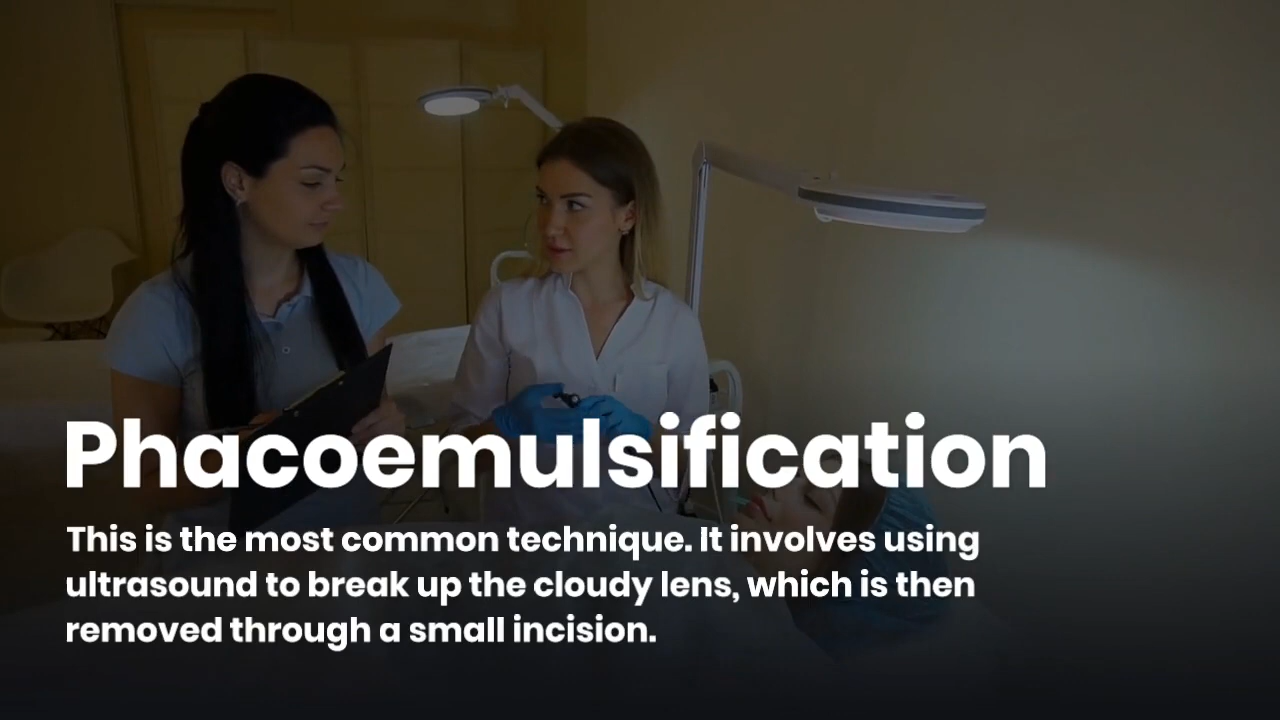 Phacoemulsification
This is the most common technique. It involves using
ultrasound to break up the cloudy lens, which is then
removed through a small incision.